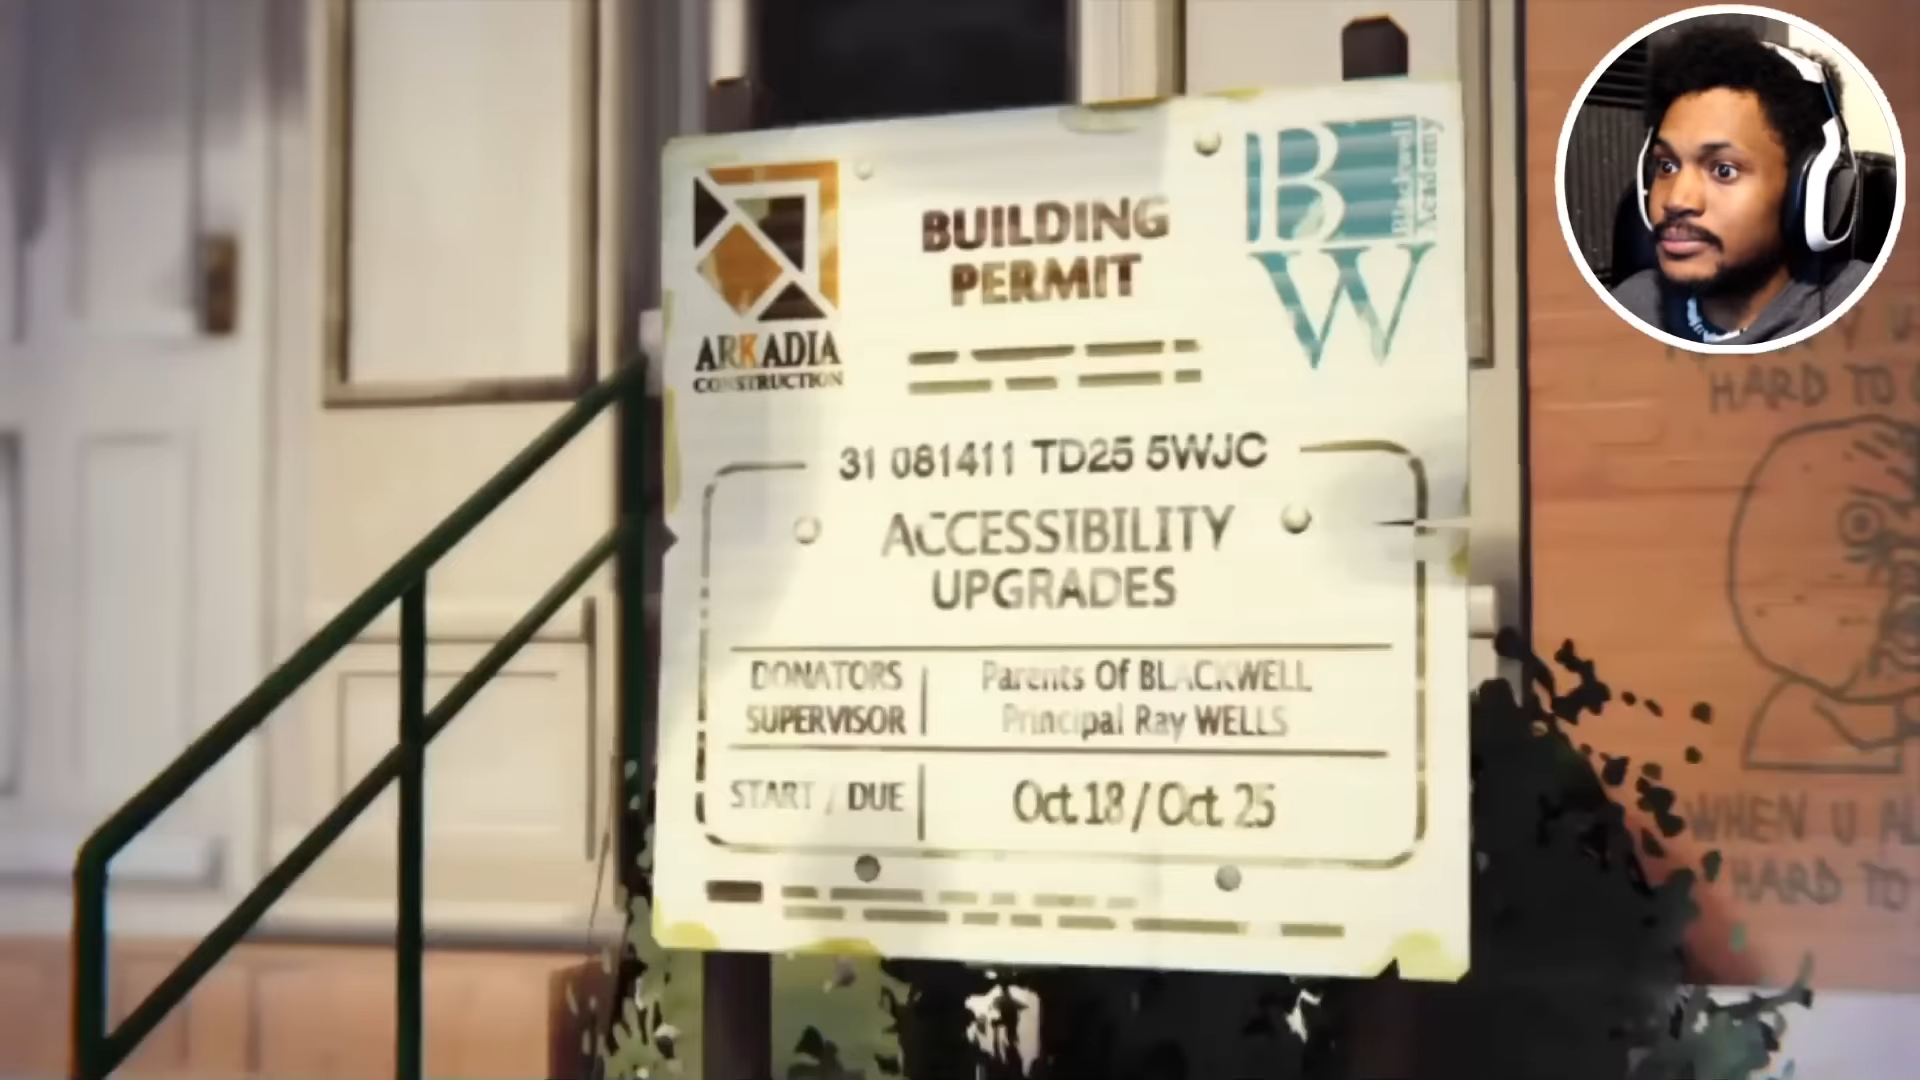 BUILDING
PERMIT
ARKADIA
CONSTRUCTION
B
W
Blackwell
Academy
31 081411 TD25 5WJC
ACCESSIBILITY
UPGRADES
DONATORS Parents Of BLACKWELL
SUPERVISOR Principal Ray WELLS
START / DUE Oct. 18 / Oct. 25
HARD TO
WHEN U
HARD TO